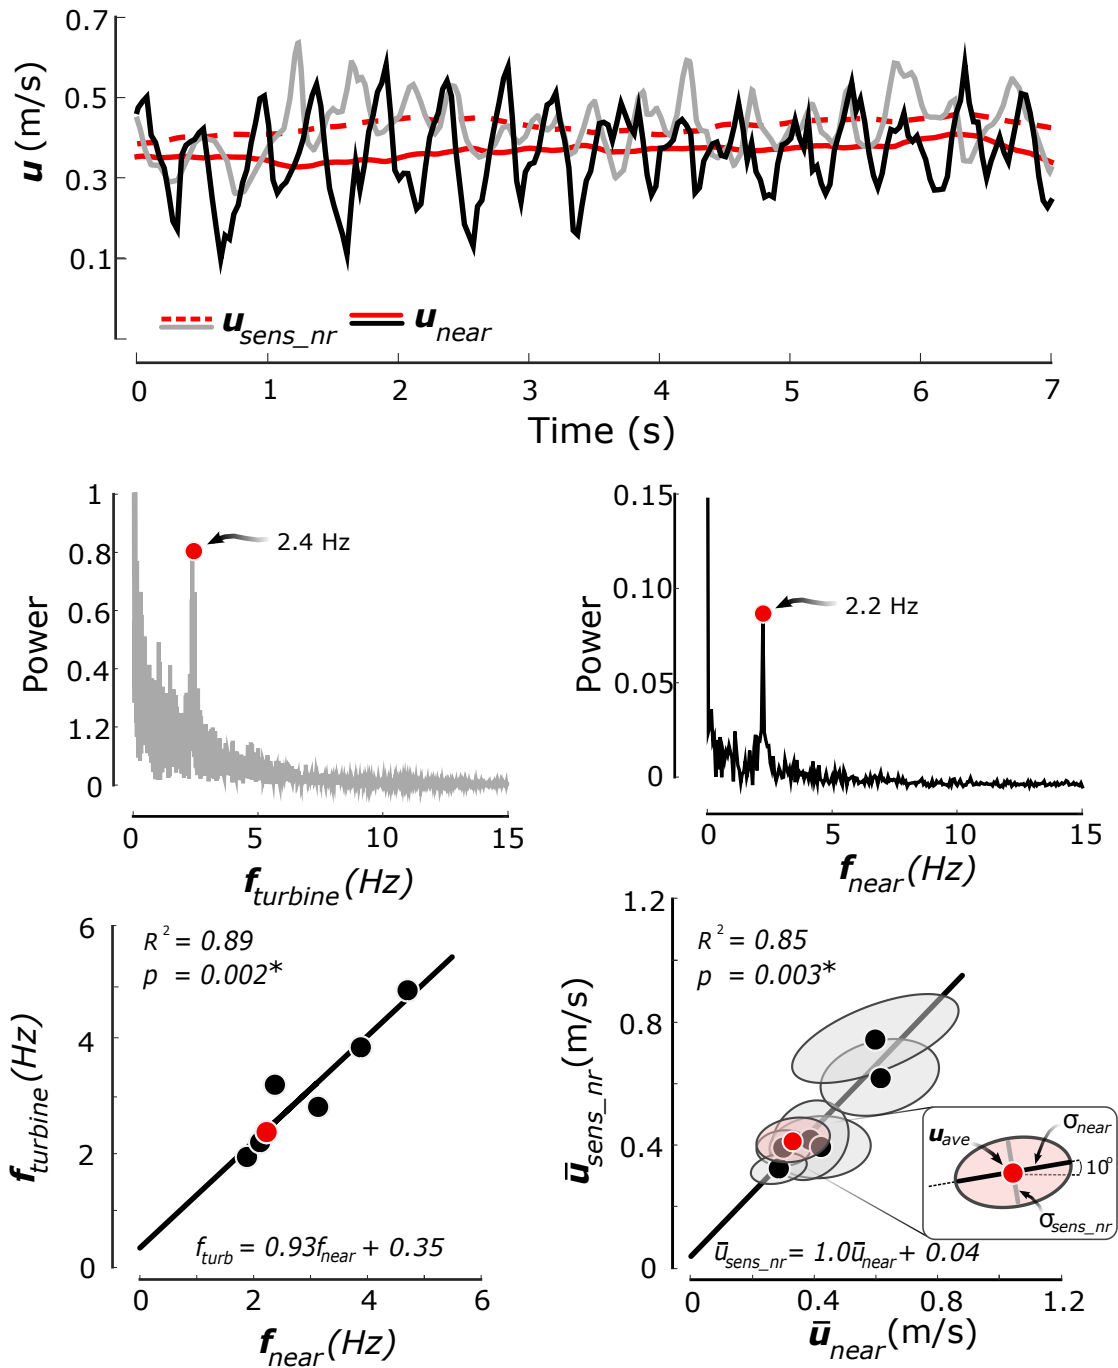 0.7
0.5
0.3
0.1
u (m/s)
u sens_nr
u near
0 1 2 3 4 5 6 7
Time (s)
1
0.8
0.6
0.4
1.2
0
Power
2.4 Hz
0 5 10 15
f turbine (Hz)
0.15
0.10
0.05
0
Power
2.2 Hz
0 5 10 15
f near (Hz)
6
4
2
0
f turbine (Hz)
R² = 0.89
p = 0.002*
f turb = 0.93f near + 0.35
0 2 4 6
f near (Hz)
1.2
0.8
0.4
0
ū sens_nr (m/s)
R² = 0.85
p = 0.003*
u ave
σ near
10°
σ sens_nr
ū sens_nr = 1.0ū near + 0.04
0 0.4 0.8 1.2
ū near (m/s)